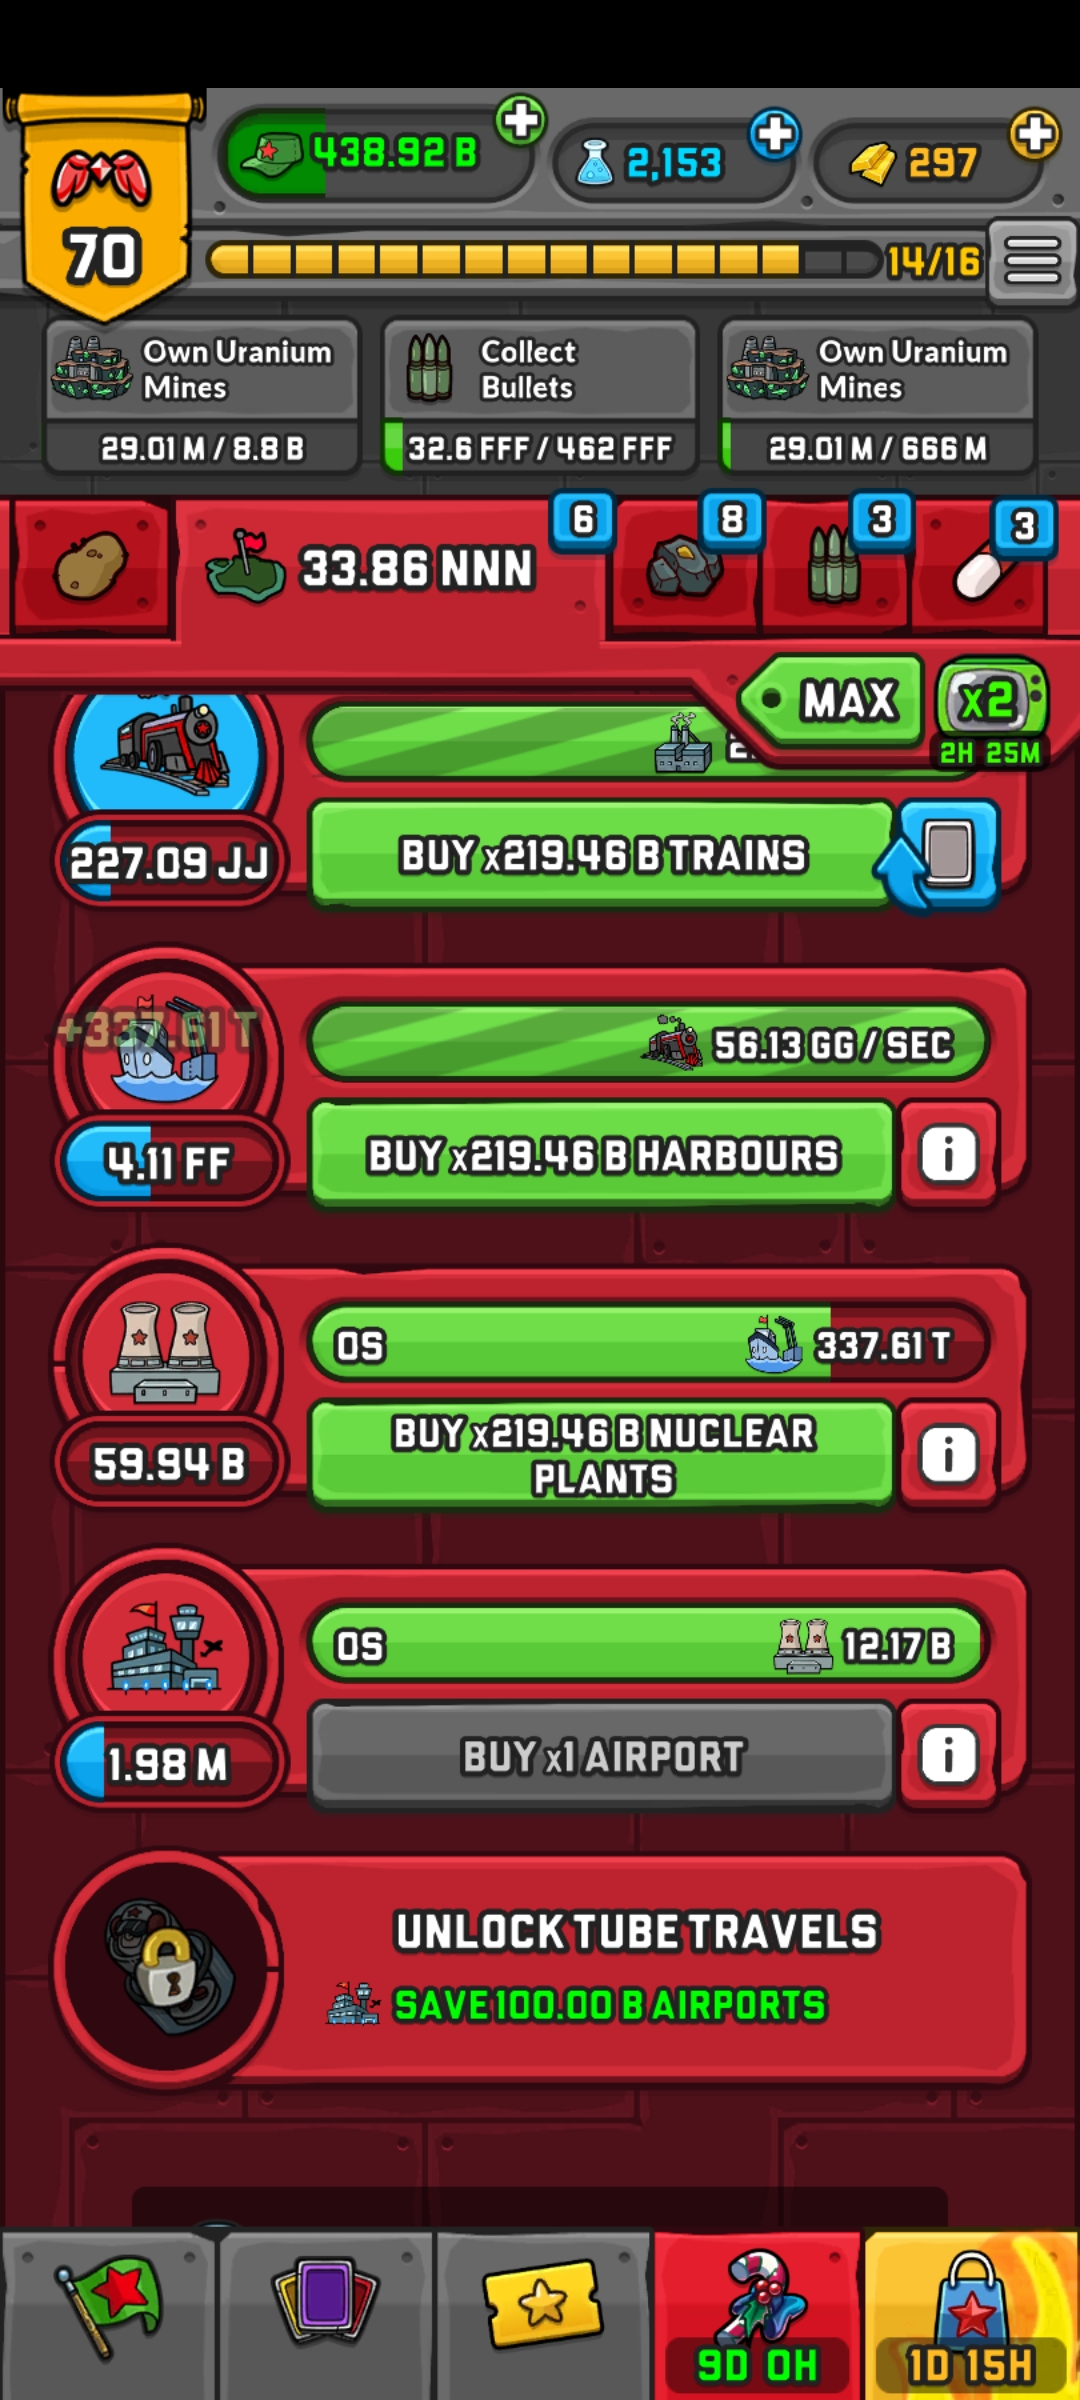 438.92 B
2,153
297
70
14/16
Own Uranium
Mines
29.01 M / 8.8 B
Collect
Bullets
32.6 FFF / 462 FFF
Own Uranium
Mines
29.01 M / 666 M
33.86 NNN
6
8
3
3
MAX
x2
2H 25M
227.09 JJ
BUY x219.46 B TRAINS
+337.61 T
56.13 GG / SEC
4.11 FF
BUY x219.46 B HARBOURS
0S
337.61 T
59.94 B
BUY x219.46 B NUCLEAR
PLANTS
0S
12.17 B
1.98 M
BUY x1 AIRPORT
UNLOCK TUBE TRAVELS
SAVE 100.00 B AIRPORTS
9D 0H
1D 15H